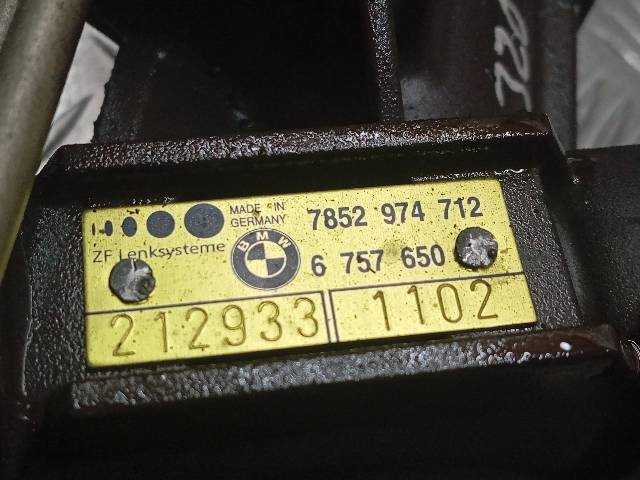 MADE IN
GERMANY
7852 974 712
ZF Lenksysteme
BMW
6 757 650
212933
1102